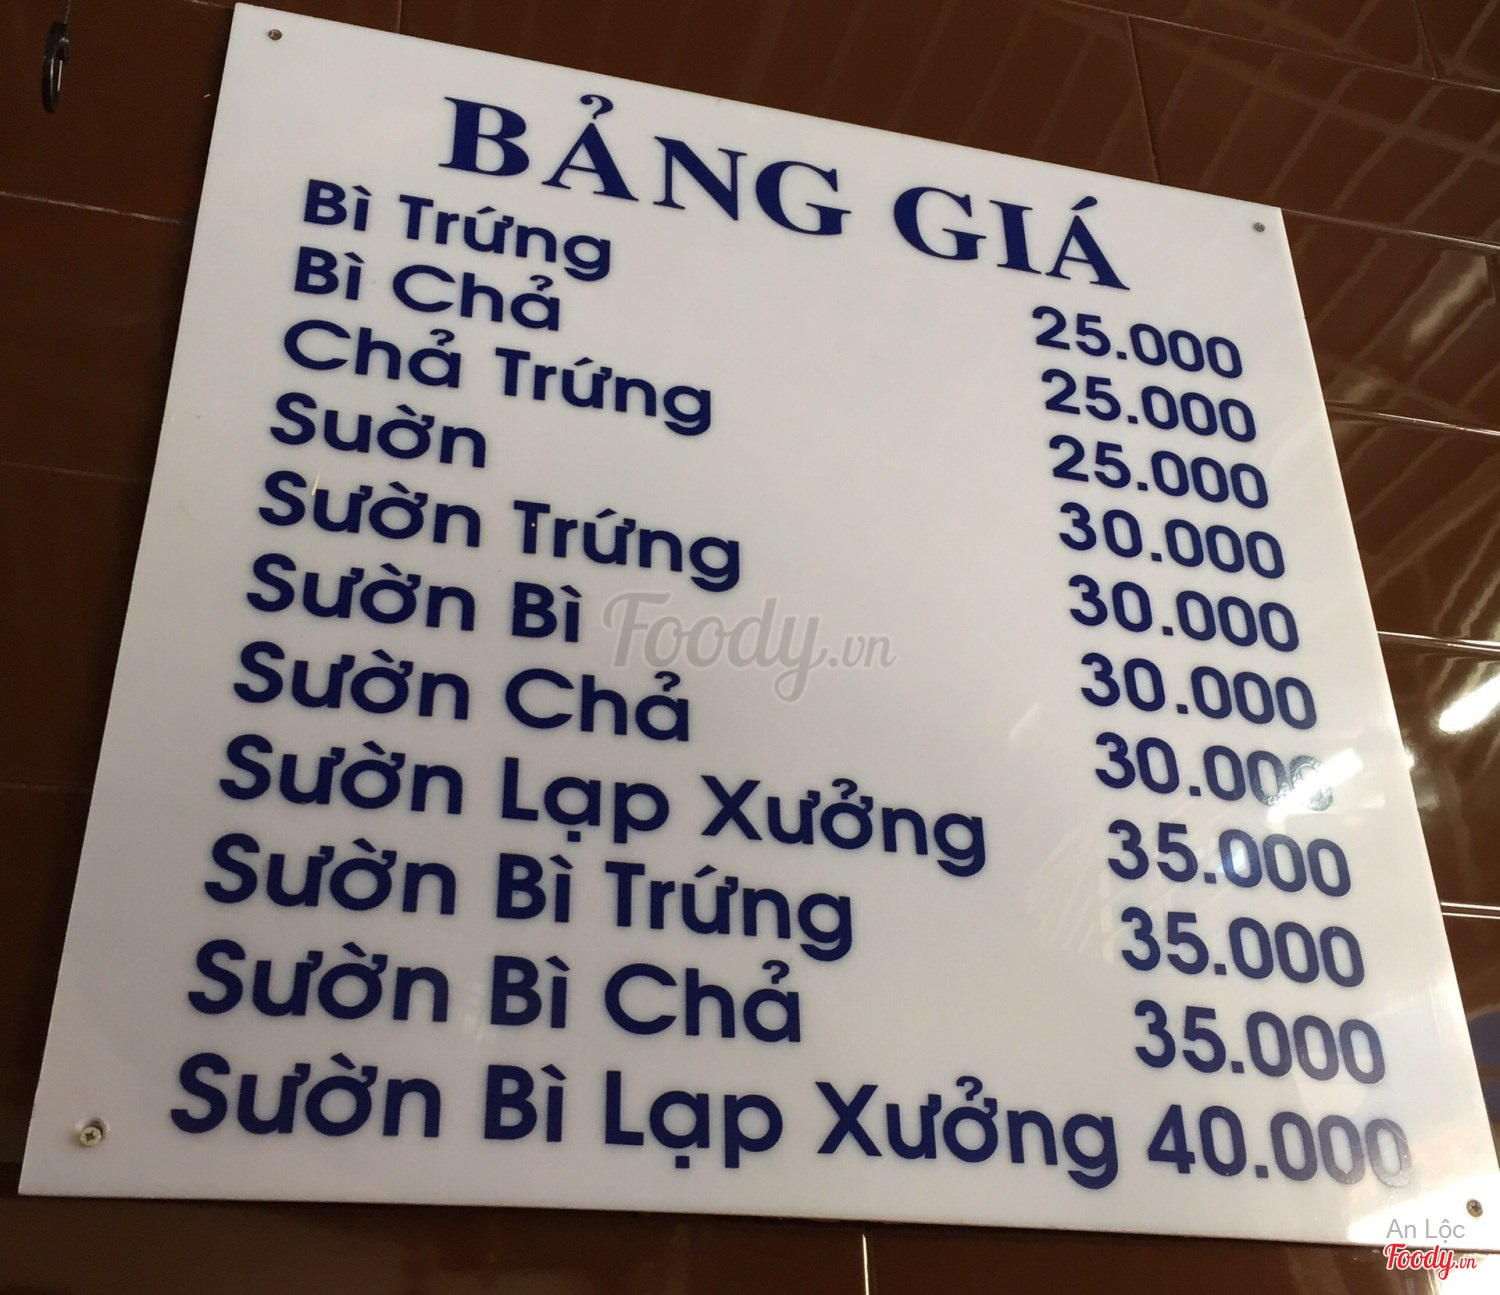 BẢNG GIÁ
Bì Trứng 25.000
Bì Chả 25.000
Chả Trứng 25.000
Suờn 30.000
Sườn Trứng 30.000
Sườn Bì 30.000
Sườn Chả 30.000
Sườn Lạp Xưởng 35.000
Sườn Bì Trứng 35.000
Sườn Bì Chả 35.000
Sườn Bì Lạp Xưởng 40.000
Foody.vn
An Lộc
Foody.vn